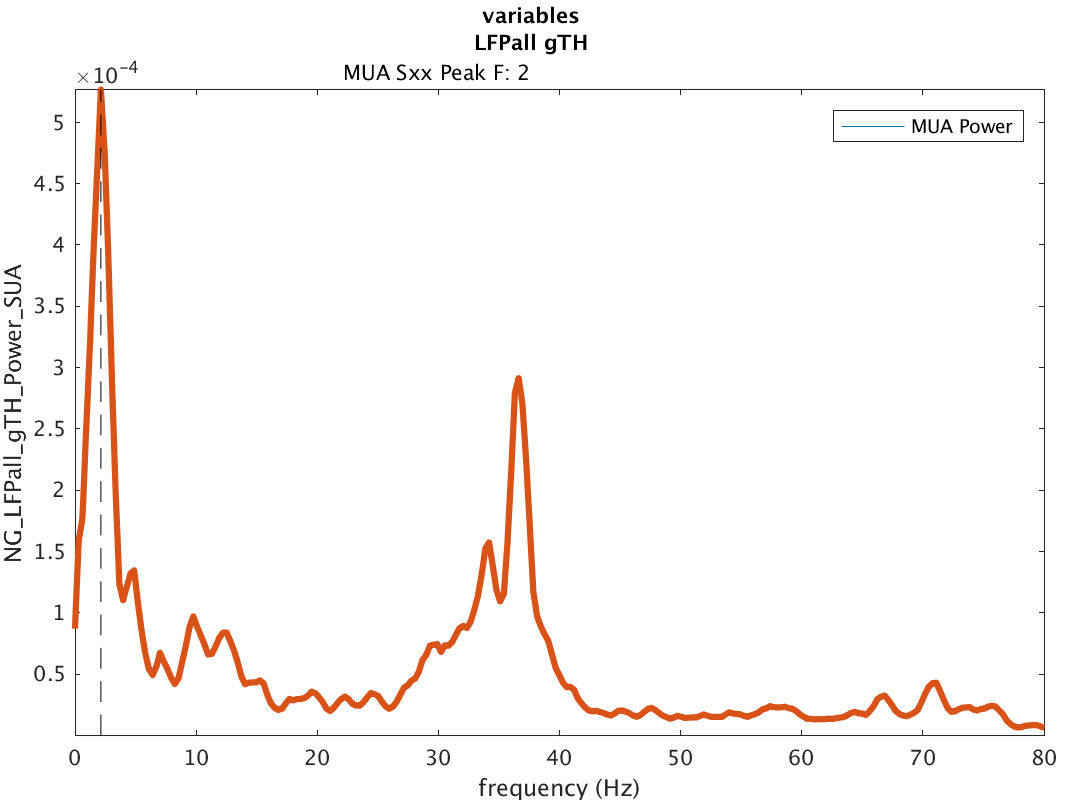 variables
LFPall gTH
MUA Sxx Peak F: 2
×10⁻⁴
MUA Power
5
4.5
4
3.5
3
2.5
2
1.5
1
0.5
NG_LFPall_gTH_Power_SUA
0 10 20 30 40 50 60 70 80
frequency (Hz)